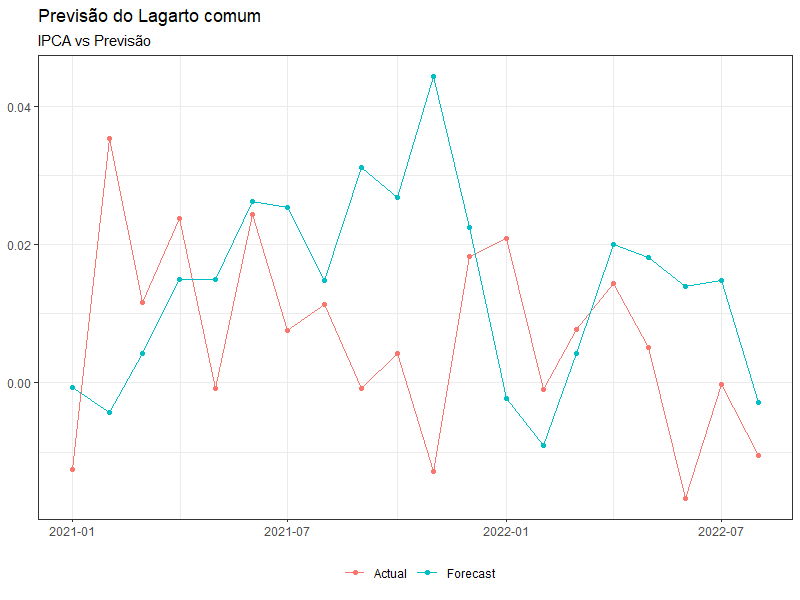 Previsão do Lagarto comum
IPCA vs Previsão
0.04
0.02
0.00
2021-01
2021-07
2022-01
2022-07
Actual
Forecast